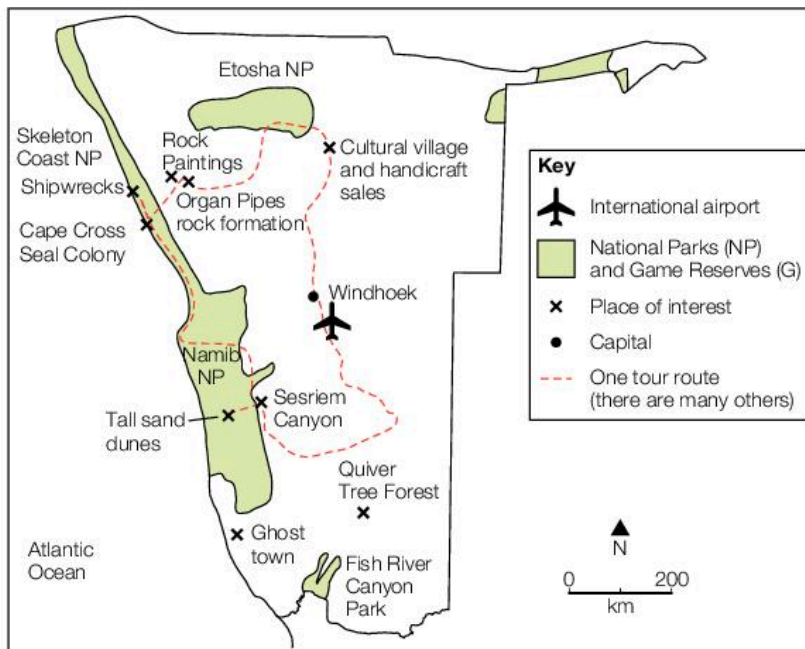 Etosha NP
Skeleton
Coast NP
Rock
Paintings
Shipwrecks
Organ Pipes
rock formation
Cultural village
and handicraft
sales
Cape Cross
Seal Colony
Windhoek
Namib
NP
Sesriem
Canyon
Tall sand
dunes
Quiver
Tree Forest
Ghost
town
Atlantic
Ocean
Fish River
Canyon
Park
Key
International airport
National Parks (NP)
and Game Reserves (G)
Place of interest
Capital
One tour route
(there are many others)
N
0 200
km